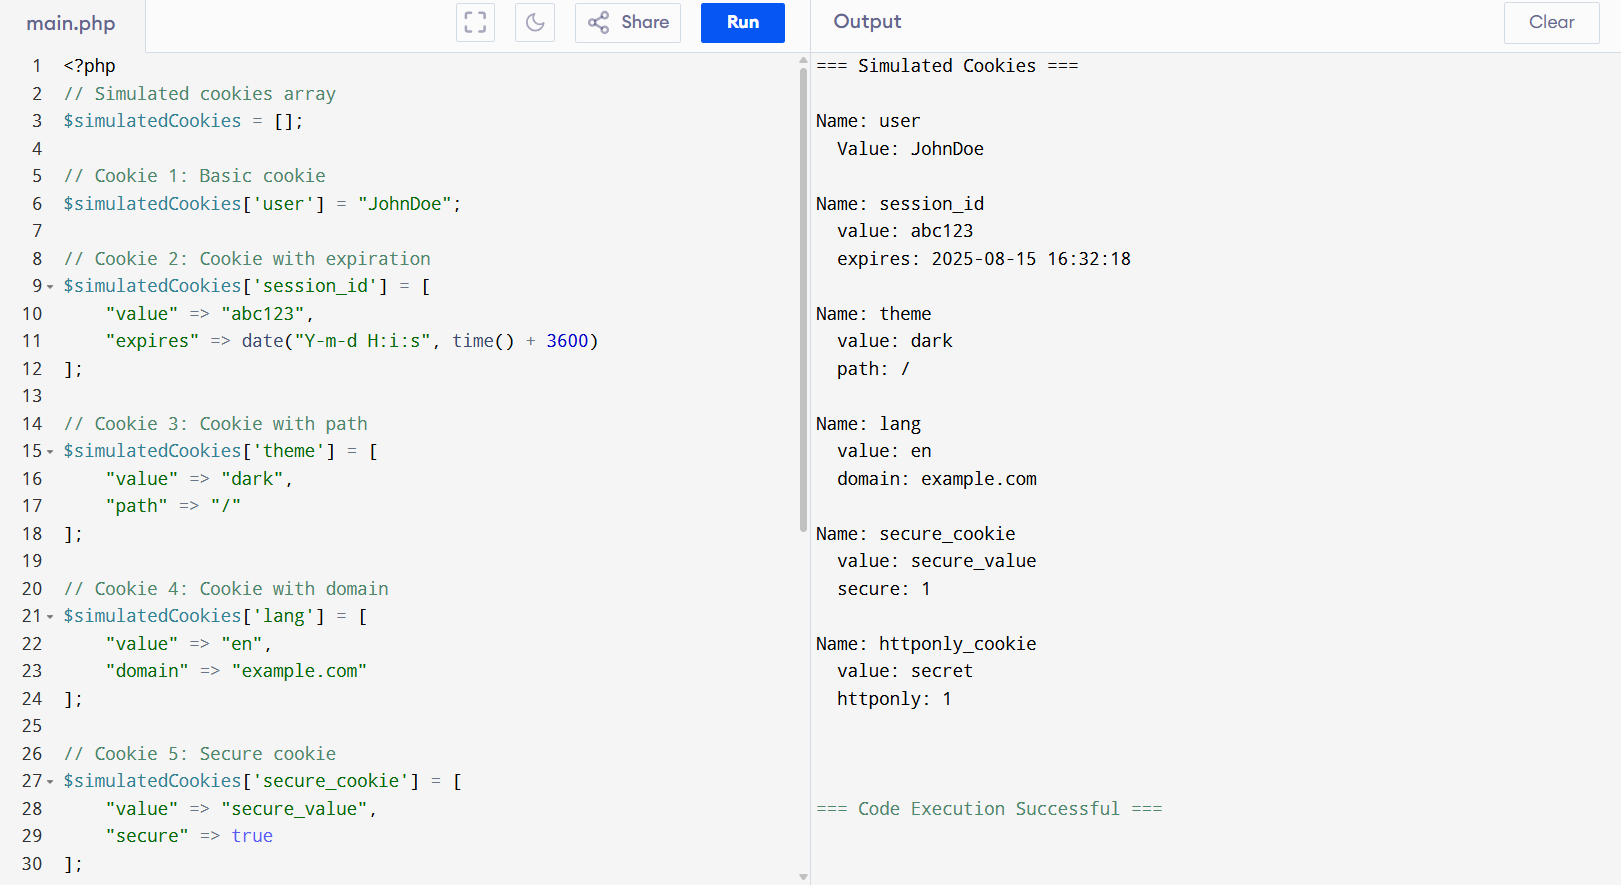 main.php
Share
Run
Output
Clear
1 <?php
2 // Simulated cookies array
3 $simulatedCookies = [];
4
5 // Cookie 1: Basic cookie
6 $simulatedCookies['user'] = "JohnDoe";
7
8 // Cookie 2: Cookie with expiration
9 $simulatedCookies['session_id'] = [
10     "value" => "abc123",
11     "expires" => date("Y-m-d H:i:s", time() + 3600)
12 ];
13
14 // Cookie 3: Cookie with path
15 $simulatedCookies['theme'] = [
16     "value" => "dark",
17     "path" => "/"
18 ];
19
20 // Cookie 4: Cookie with domain
21 $simulatedCookies['lang'] = [
22     "value" => "en",
23     "domain" => "example.com"
24 ];
25
26 // Cookie 5: Secure cookie
27 $simulatedCookies['secure_cookie'] = [
28     "value" => "secure_value",
29     "secure" => true
30 ];
=== Simulated Cookies ===
Name: user
  Value: JohnDoe
Name: session_id
  value: abc123
  expires: 2025-08-15 16:32:18
Name: theme
  value: dark
  path: /
Name: lang
  value: en
  domain: example.com
Name: secure_cookie
  value: secure_value
  secure: 1
Name: httponly_cookie
  value: secret
  httponly: 1
=== Code Execution Successful ===